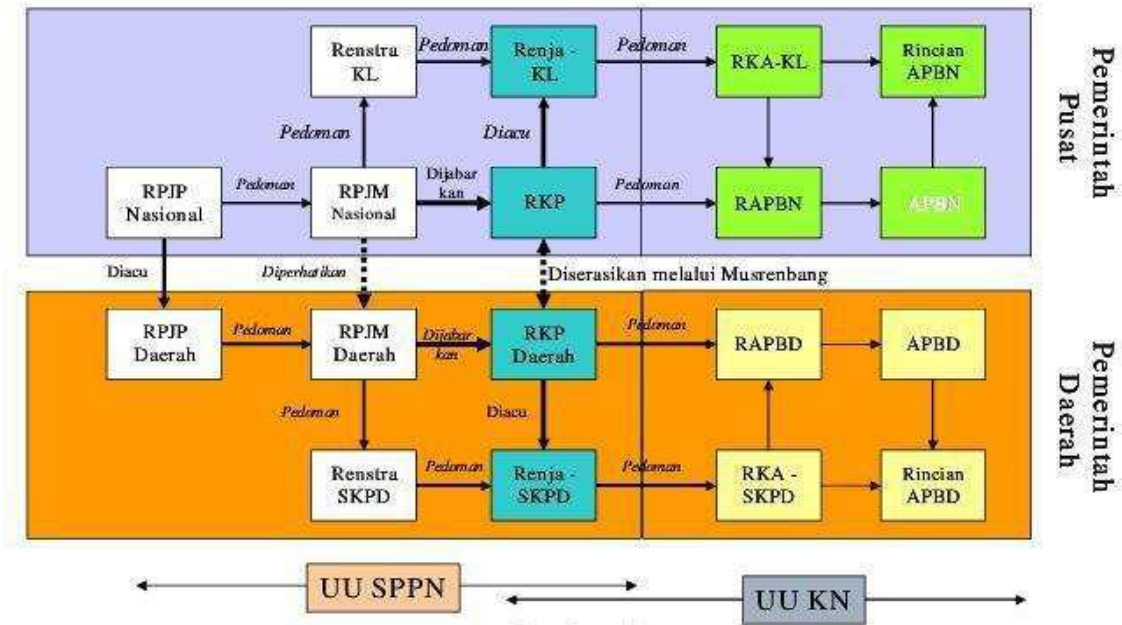 Renstra
KL
Pedoman
Renja -
KL
Pedoman
RKA-KL
Rincian
APBN
Pemerintah
Pusat
Pedoman
Diacu
RPJP
Nasional
Pedoman
RPJM
Nasional
Dijabar
kan
RKP
Pedoman
RAPBN
APBN
Diacu
Diperhatikan
Diserasikan melalui Musrenbang
RPJP
Daerah
Pedoman
RPJM
Daerah
Dijabar
kan
RKP
Daerah
Pedoman
RAPBD
APBD
Pemerintah
Daerah
Pedoman
Diacu
Renstra
SKPD
Pedoman
Renja -
SKPD
Pedoman
RKA -
SKPD
Rincian
APBD
UU SPPN
UU KN